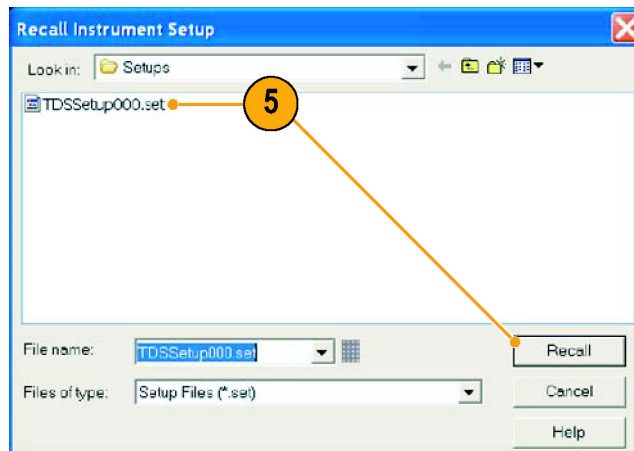 Recall Instrument Setup
Look in: Setups
TDSSetup000.set
5
File name: TDSSetup000.set
Recall
Files of type: Setup Files (*.set)
Cancel
Help